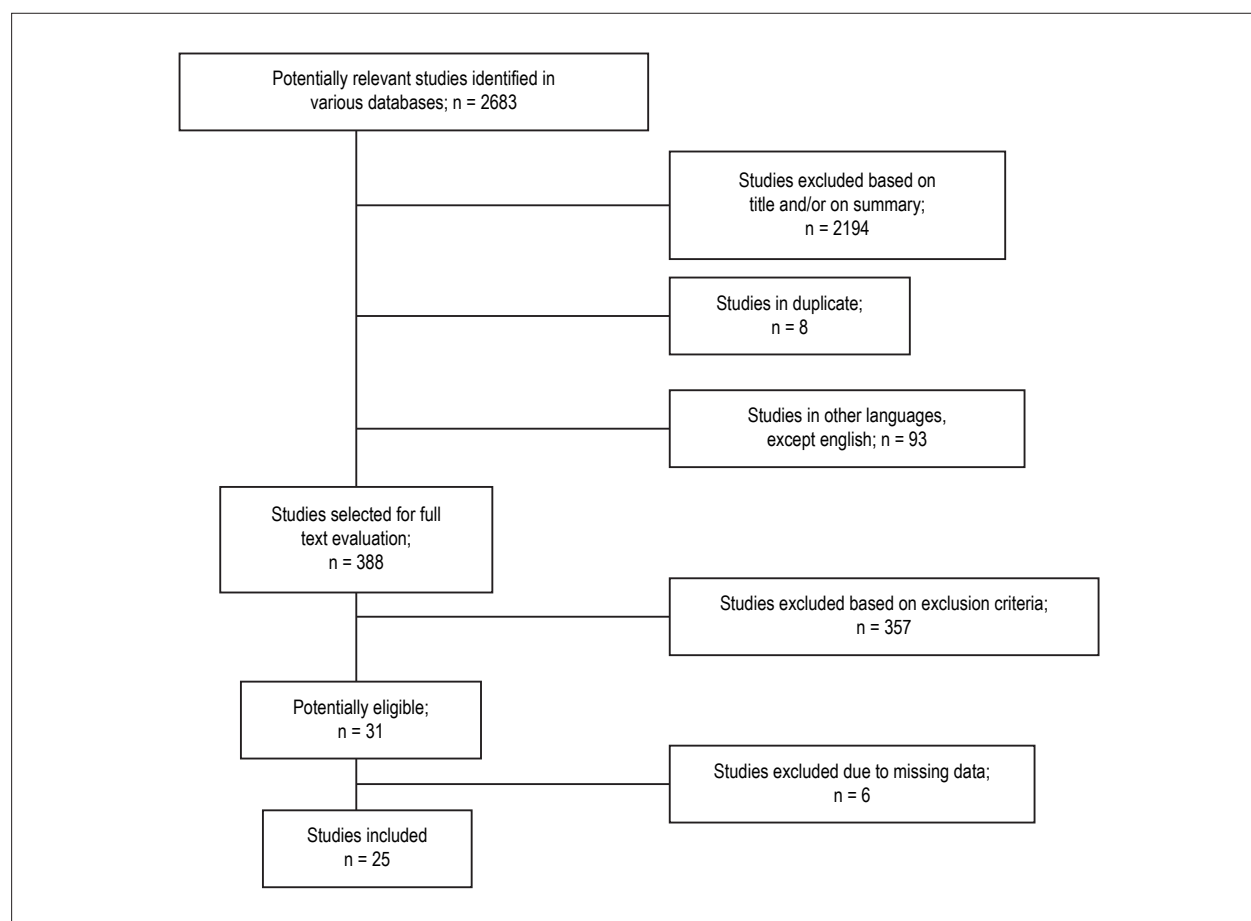 Potentially relevant studies identified in
various databases; n = 2683
Studies excluded based on
title and/or on summary;
n = 2194
Studies in duplicate;
n = 8
Studies in other languages,
except english; n = 93
Studies selected for full
text evaluation;
n = 388
Studies excluded based on exclusion criteria;
n = 357
Potentially eligible;
n = 31
Studies excluded due to missing data;
n = 6
Studies included
n = 25